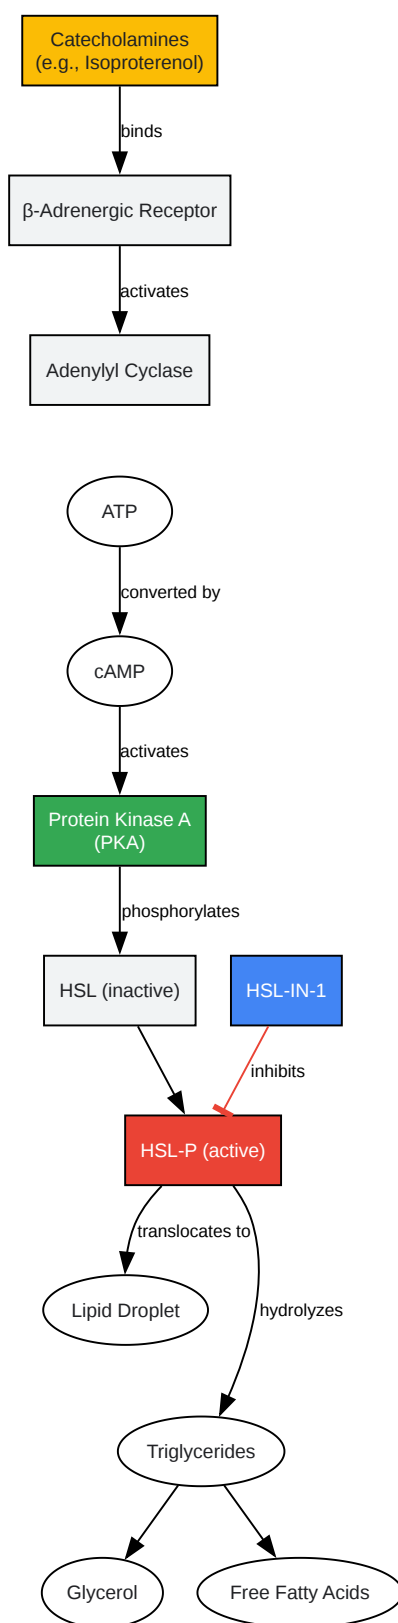 Catecholamines
(e.g., Isoproterenol)
binds
β-Adrenergic Receptor
activates
Adenylyl Cyclase
ATP
converted by
cAMP
activates
Protein Kinase A
(PKA)
phosphorylates
HSL (inactive)
HSL-IN-1
inhibits
HSL-P (active)
translocates to
Lipid Droplet
hydrolyzes
Triglycerides
Glycerol
Free Fatty Acids